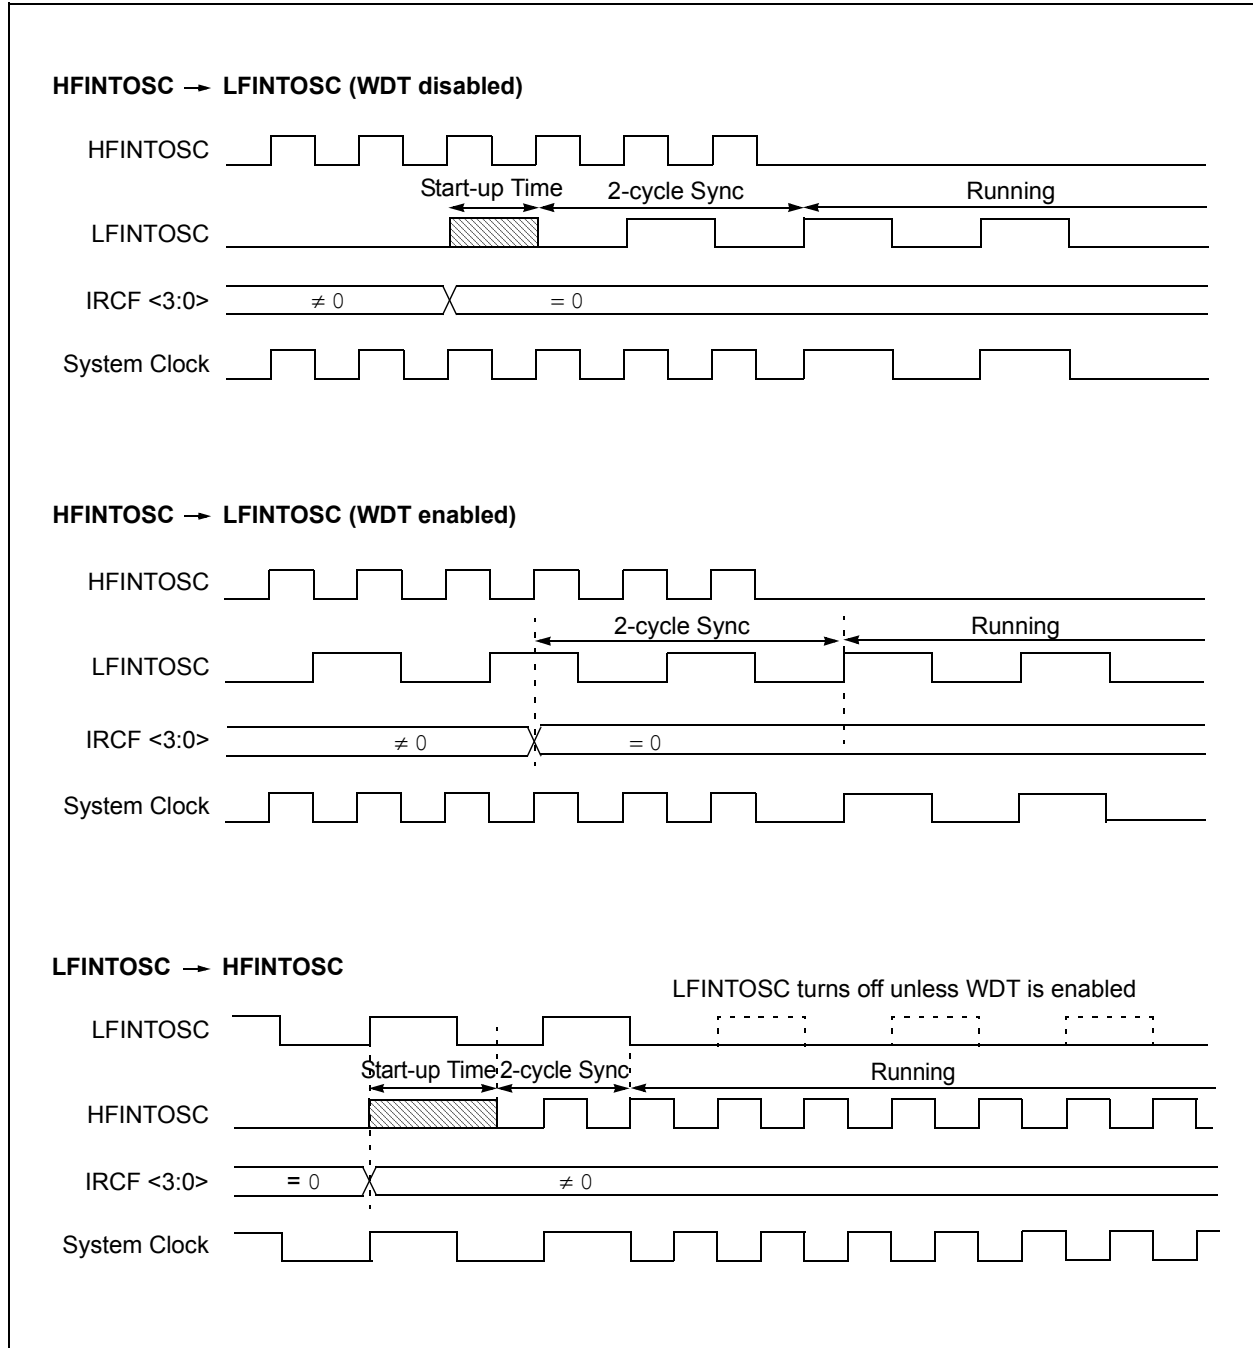 HFINTOSC → LFINTOSC (WDT disabled)
HFINTOSC
Start-up Time 2-cycle Sync Running
LFINTOSC
IRCF <3:0> ≠ 0 = 0
System Clock
HFINTOSC → LFINTOSC (WDT enabled)
HFINTOSC
2-cycle Sync Running
LFINTOSC
IRCF <3:0> ≠ 0 = 0
System Clock
LFINTOSC → HFINTOSC
LFINTOSC turns off unless WDT is enabled
LFINTOSC
Start-up Time 2-cycle Sync Running
HFINTOSC
IRCF <3:0> = 0 ≠ 0
System Clock